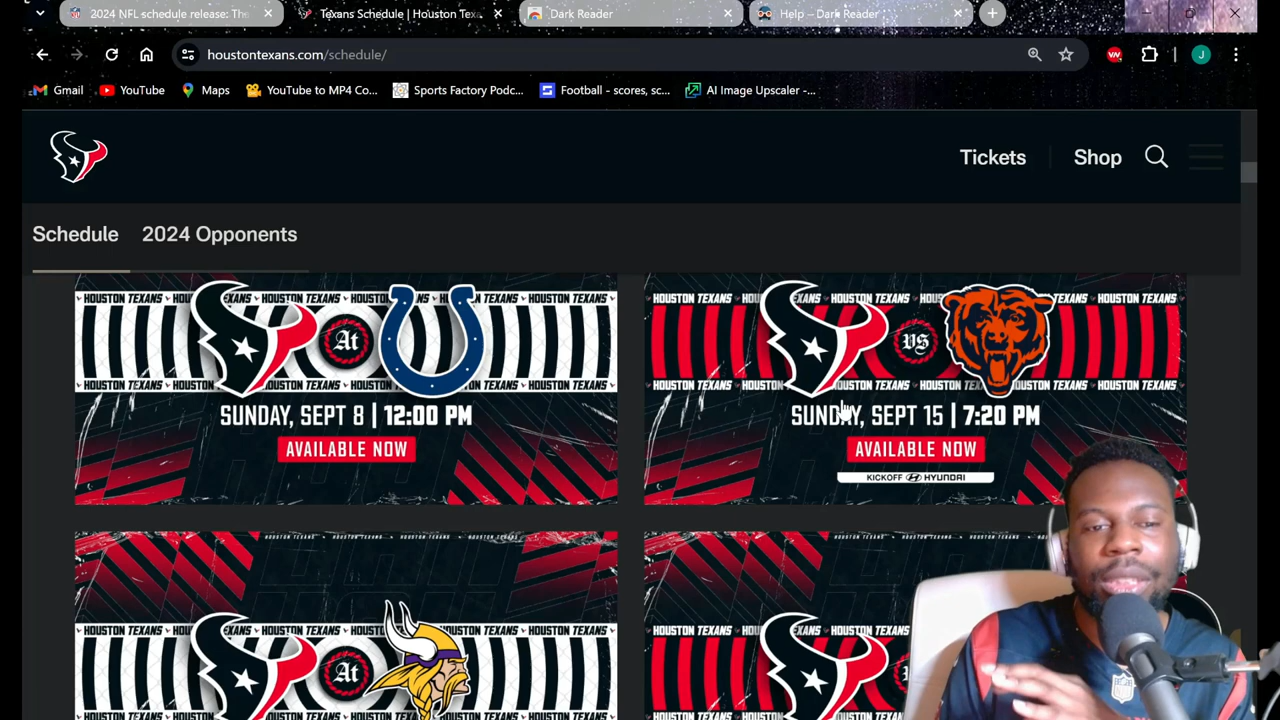 2024 NFL schedule release: The
Texans Schedule | Houston Tex
Dark Reader
Help – Dark Reader
houstontexans.com/schedule/
J
Gmail
YouTube
Maps
YouTube to MP4 Co...
Sports Factory Podc...
Football - scores, sc...
AI Image Upscaler -...
Tickets
Shop
Schedule
2024 Opponents
HOUSTON TEXANS
At
SUNDAY, SEPT 8 | 12:00 PM
AVAILABLE NOW
HOUSTON TEXANS
VS
SUNDAY, SEPT 15 | 7:20 PM
AVAILABLE NOW
KICKOFF HYUNDAI
HOUSTON TEXANS
At
HOUSTON TEXANS
NFL